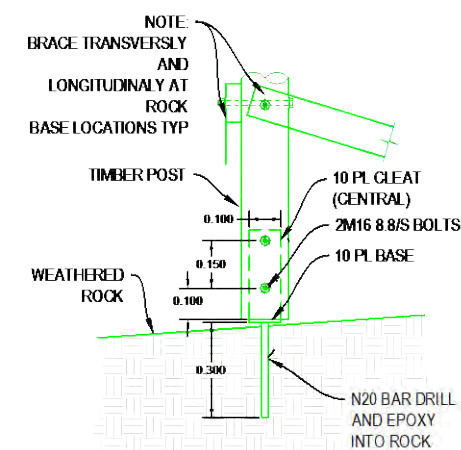 NOTE:
BRACE TRANSVERSLY
AND
LONGITUDINALY AT
ROCK
BASE LOCATIONS TYP
TIMBER POST
10 PL CLEAT
(CENTRAL)
0.100
2M16 8.8/S BOLTS
0.150
10 PL BASE
WEATHERED
ROCK
0.100
0.300
N20 BAR DRILL
AND EPOXY
INTO ROCK